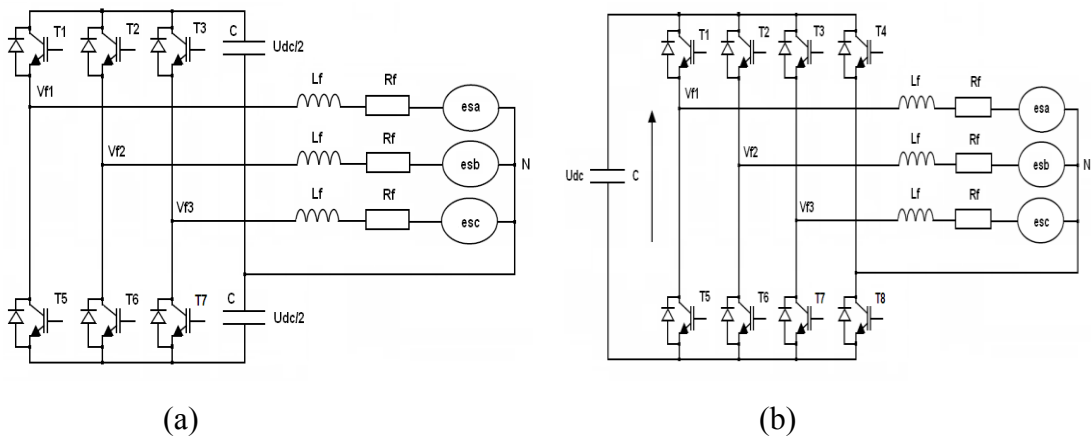 T1
T2
T3
C
Udc/2
Vf1
Lf
Rf
esa
Vf2
Lf
Rf
esb
N
Vf3
Lf
Rf
esc
T5
T6
T7
C
Udc/2
(a)
T1
T2
T3
T4
Vf1
Lf
Rf
esa
Vf2
Lf
Rf
esb
N
Udc
C
Vf3
Lf
Rf
esc
T5
T6
T7
T8
(b)